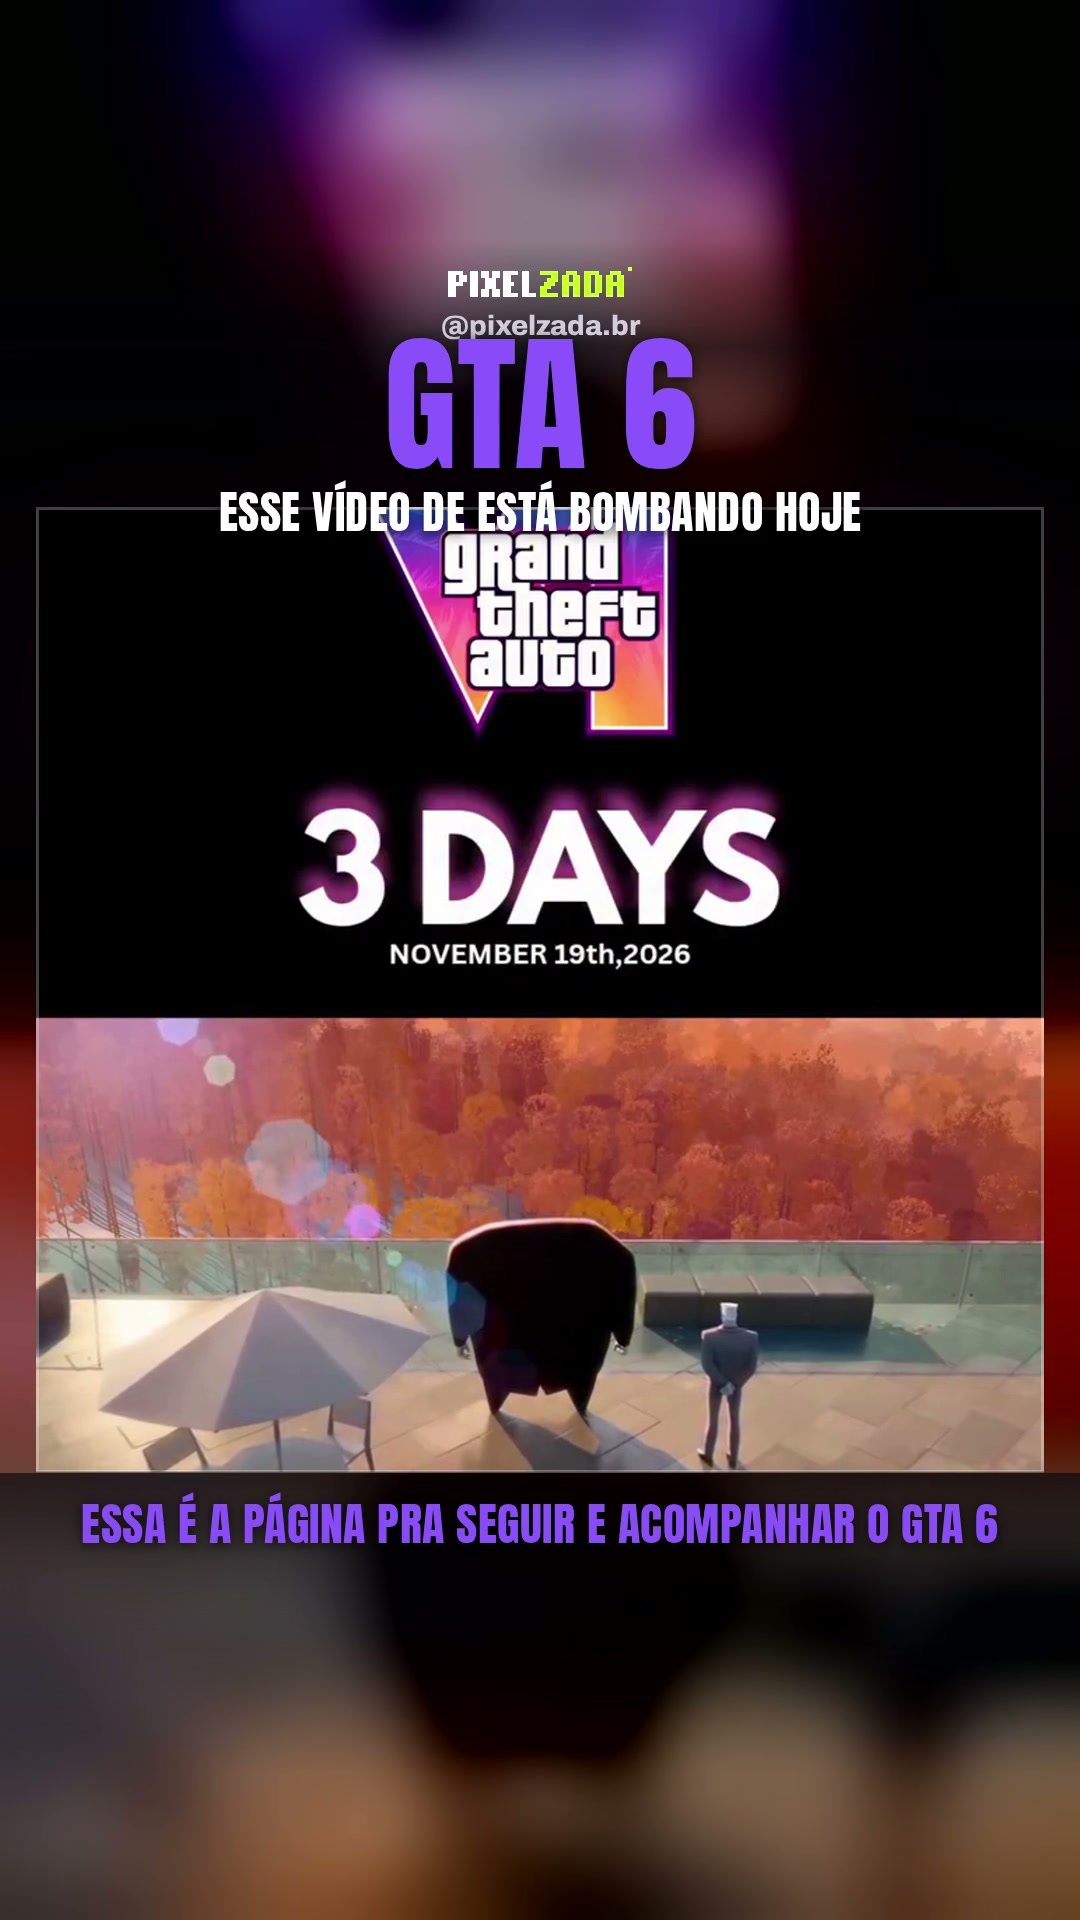 PIXELZADA
@pixelzada.br
GTA 6
ESSE VÍDEO DE ESTÁ BOMBANDO HOJE
grand
theft
auto
VI
3 DAYS
NOVEMBER 19th,2026
ESSA É A PÁGINA PRA SEGUIR E ACOMPANHAR O GTA 6